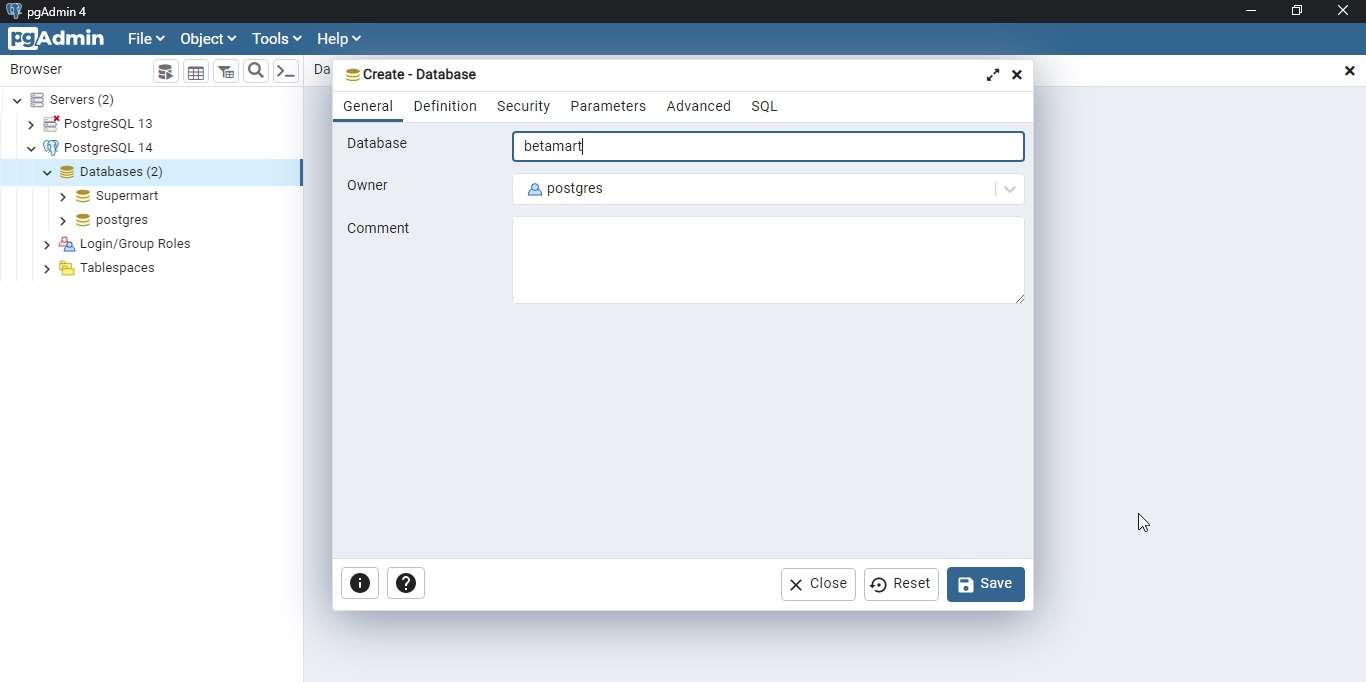 pgAdmin 4
pgAdmin File Object Tools Help
Browser
Da
Servers (2)
PostgreSQL 13
PostgreSQL 14
Databases (2)
Supermart
postgres
Login/Group Roles
Tablespaces
Create - Database
General Definition Security Parameters Advanced SQL
Database betamart
Owner postgres
Comment
Close Reset Save